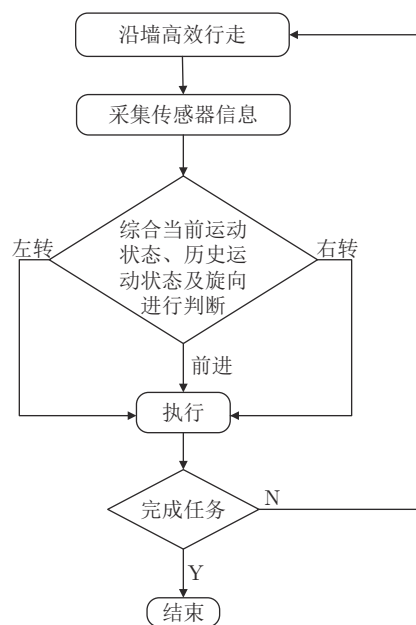 沿墙高效行走
采集传感器信息
综合当前运动
状态、历史运
动状态及旋向
进行判断
左转
右转
前进
执行
完成任务
N
Y
结束